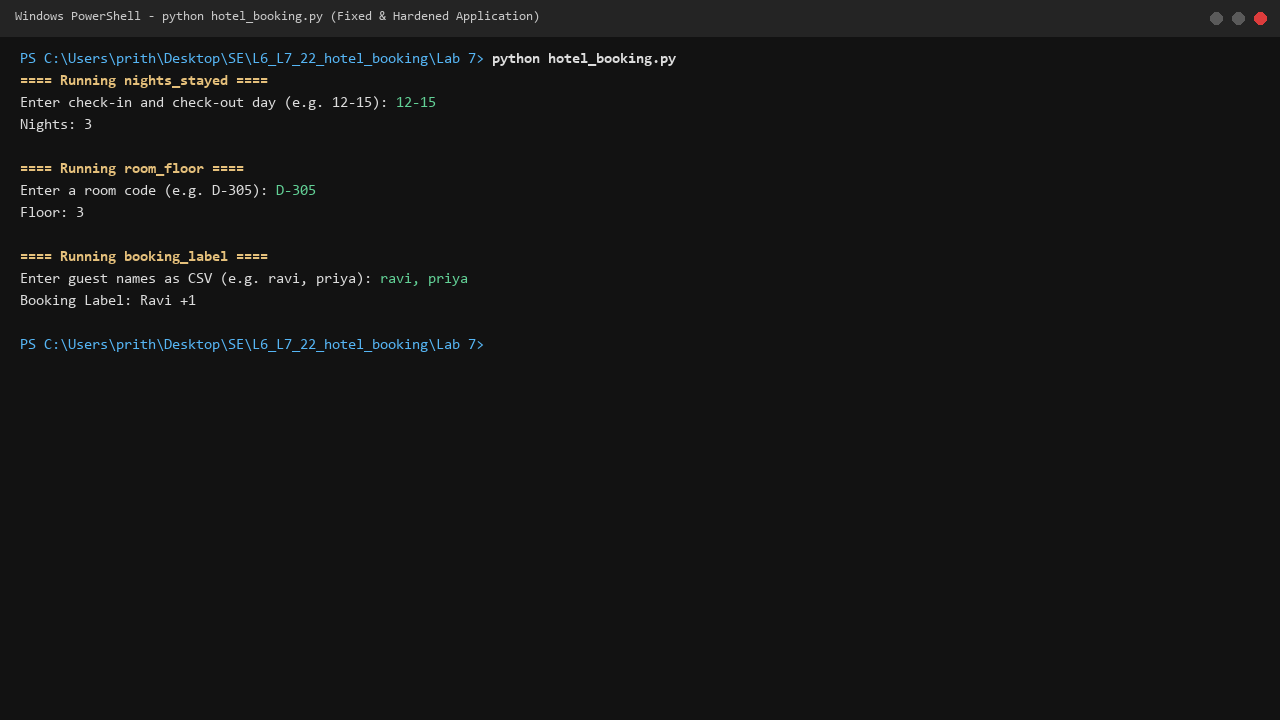 Windows PowerShell - python hotel_booking.py (Fixed & Hardened Application)
PS C:\Users\prith\Desktop\SE\L6_L7_22_hotel_booking\Lab 7> python hotel_booking.py
==== Running nights_stayed ====
Enter check-in and check-out day (e.g. 12-15): 12-15
Nights: 3
==== Running room_floor ====
Enter a room code (e.g. D-305): D-305
Floor: 3
==== Running booking_label ====
Enter guest names as CSV (e.g. ravi, priya): ravi, priya
Booking Label: Ravi +1
PS C:\Users\prith\Desktop\SE\L6_L7_22_hotel_booking\Lab 7>